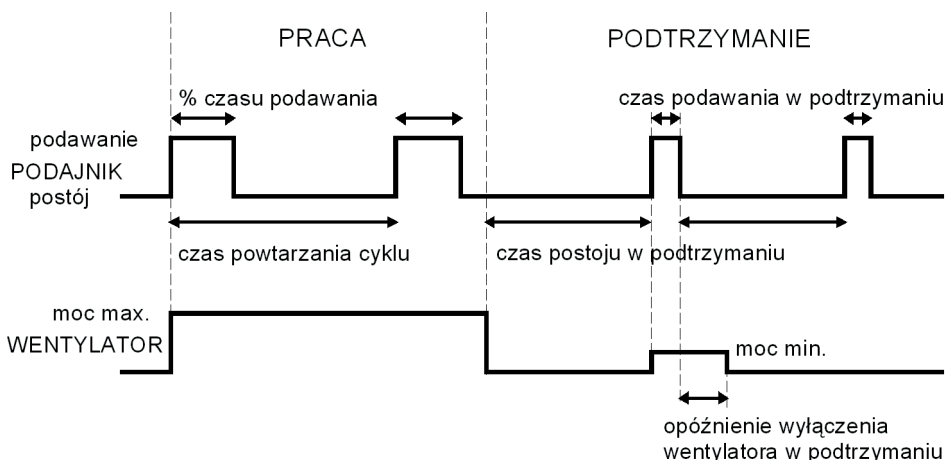 PRACA
PODTRZYMANIE
% czasu podawania
czas podawania w podtrzymaniu
podawanie
PODAJNIK
postój
czas powtarzania cyklu
czas postoju w podtrzymaniu
moc max.
WENTYLATOR
moc min.
opóźnienie wyłączenia
wentylatora w podtrzymaniu